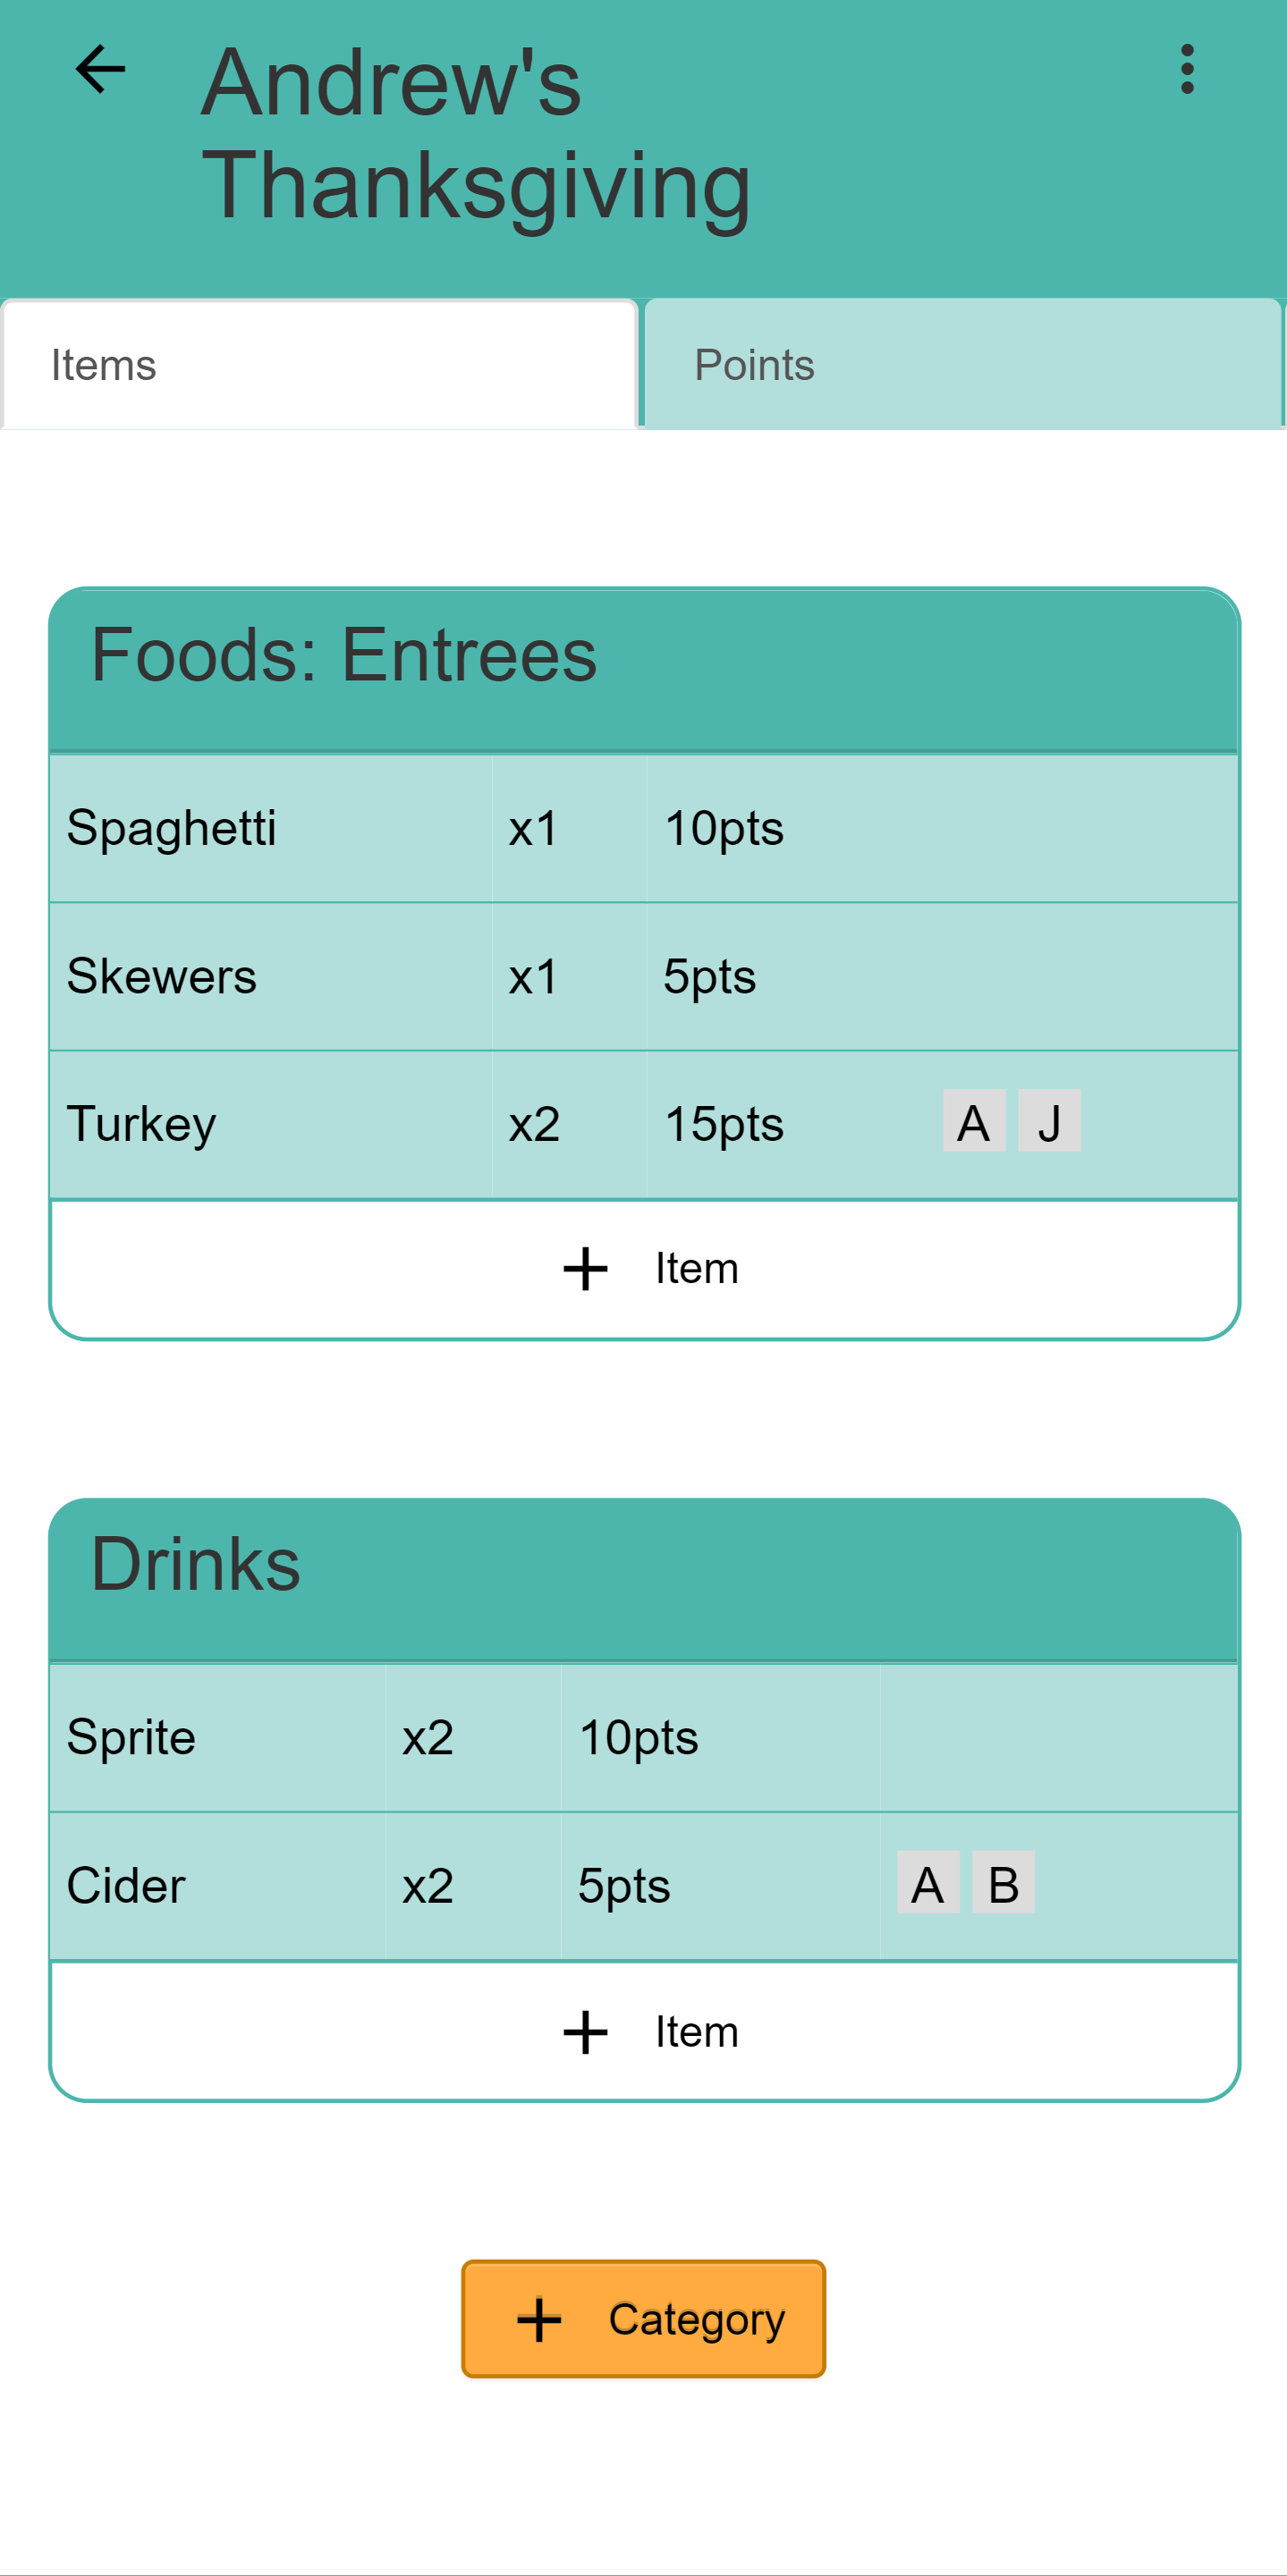 Andrew's
Thanksgiving
Items Points
Foods: Entrees
Spaghetti x1 10pts
Skewers x1 5pts
Turkey x2 15pts A J
+ Item
Drinks
Sprite x2 10pts
Cider x2 5pts A B
+ Item
+ Category